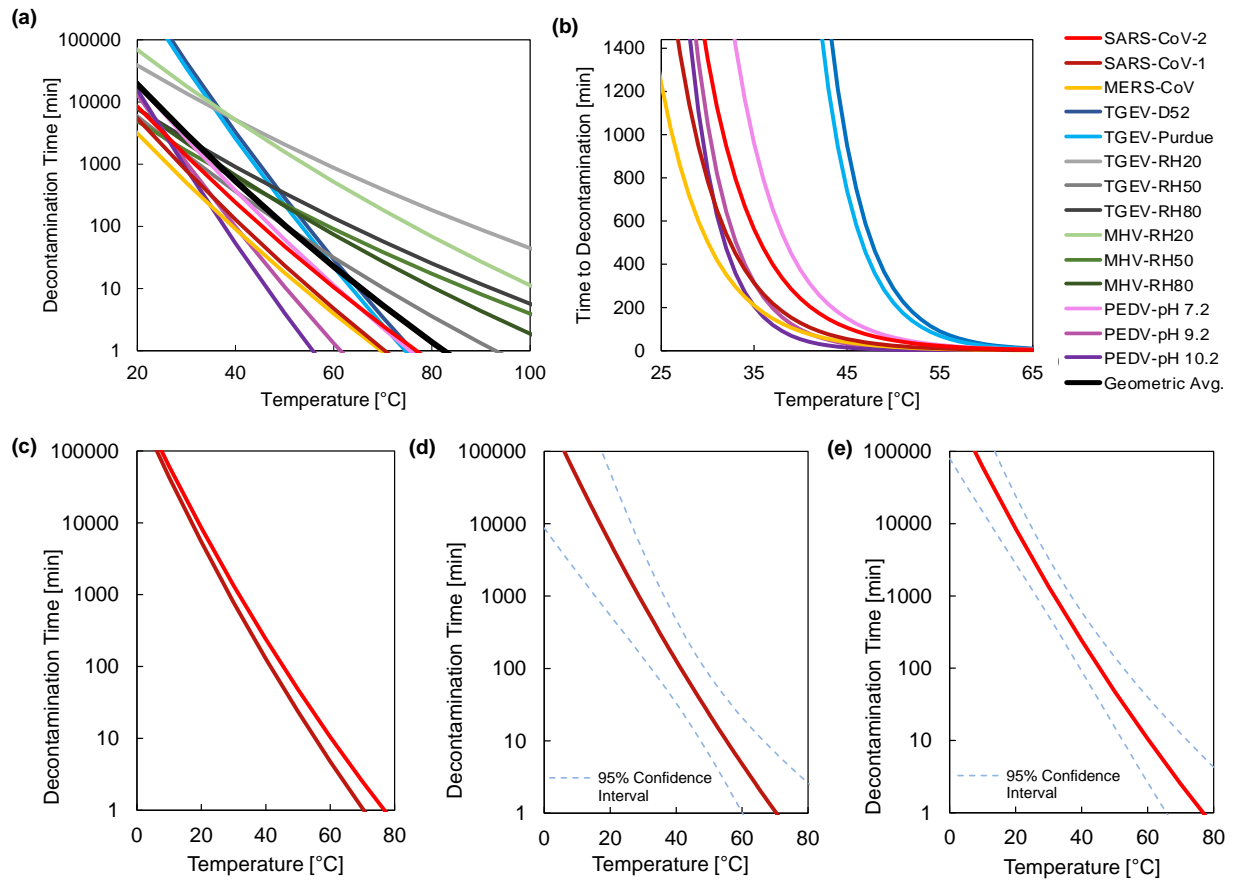 (a)
100000
10000
1000
100
10
1
20
40
60
80
100
Decontamination Time [min]
Temperature [°C]
(b)
1400
1200
1000
800
600
400
200
0
25
35
45
55
65
Time to Decontamination [min]
Temperature [°C]
SARS-CoV-2
SARS-CoV-1
MERS-CoV
TGEV-D52
TGEV-Purdue
TGEV-RH20
TGEV-RH50
TGEV-RH80
MHV-RH20
MHV-RH50
MHV-RH80
PEDV-pH 7.2
PEDV-pH 9.2
PEDV-pH 10.2
Geometric Avg.
(c)
100000
10000
1000
100
10
1
0
20
40
60
80
Decontamination Time [min]
Temperature [°C]
(d)
100000
10000
1000
100
10
1
0
20
40
60
80
Decontamination Time [min]
Temperature [°C]
95% Confidence
Interval
(e)
100000
10000
1000
100
10
1
0
20
40
60
80
Decontamination Time [min]
Temperature [°C]
95% Confidence
Interval